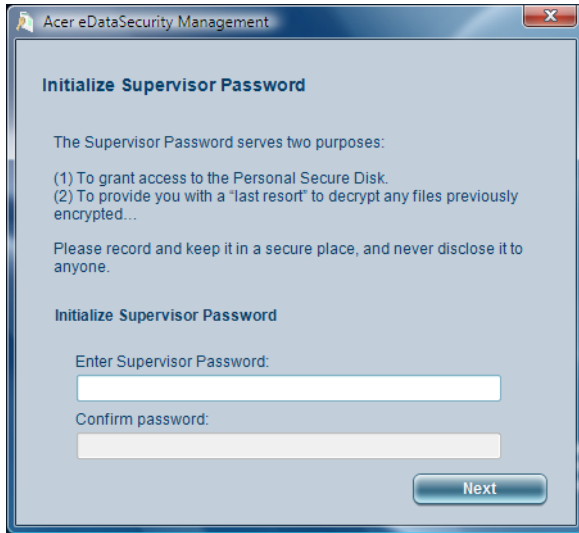 Acer eDataSecurity Management
Initialize Supervisor Password
The Supervisor Password serves two purposes:
(1) To grant access to the Personal Secure Disk.
(2) To provide you with a “last resort” to decrypt any files previously
encrypted...
Please record and keep it in a secure place, and never disclose it to
anyone.
Initialize Supervisor Password
Enter Supervisor Password:
Confirm password:
Next